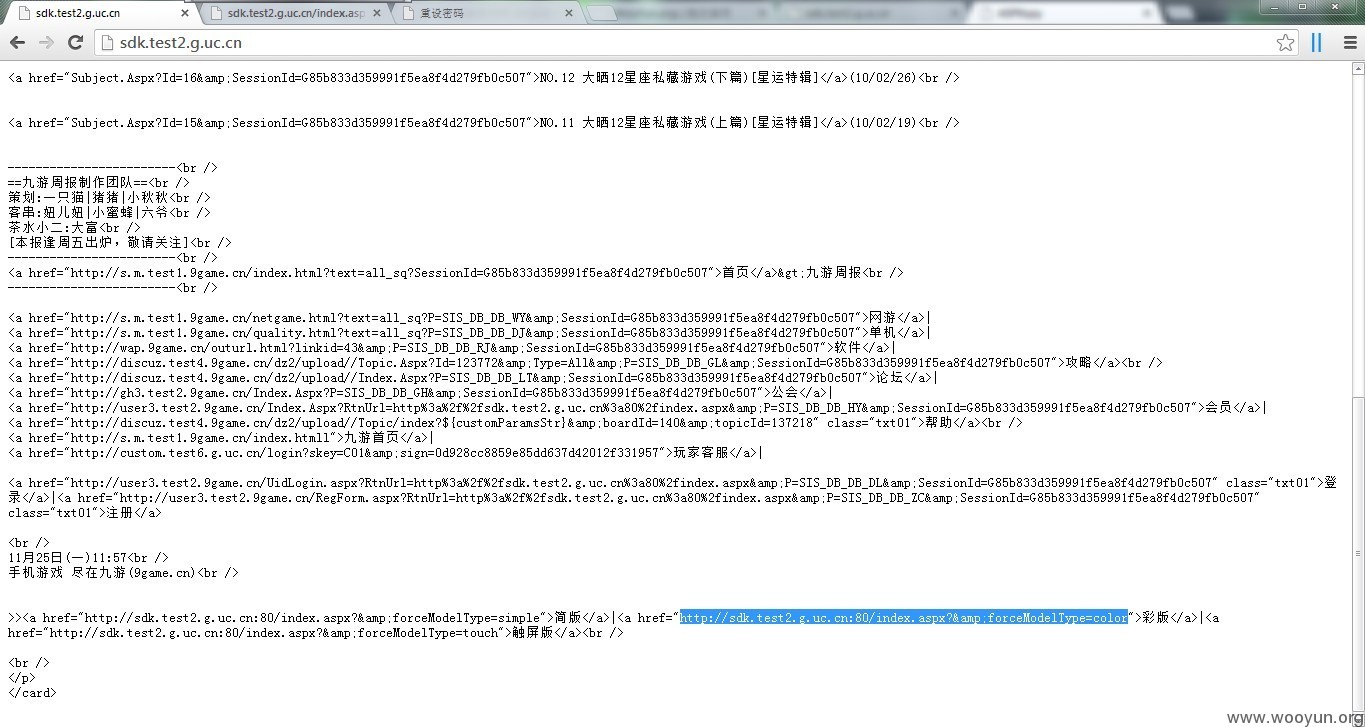 sdk.test2.g.uc.cn
sdk.test2.g.uc.cn/index.asp
重设密码
sdk.test2.g.uc.cn
<a href="Subject.Aspx?Id=16&amp;SessionId=G85b833d359991f5ea8f4d279fb0c507">NO.12 大晒12星座私藏游戏(下篇)[星运特辑]</a>(10/02/26)<br />
<a href="Subject.Aspx?Id=15&amp;SessionId=G85b833d359991f5ea8f4d279fb0c507">NO.11 大晒12星座私藏游戏(上篇)[星运特辑]</a>(10/02/19)<br />
------------------------<br />
==九游周报制作团队==<br />
策划:一只猫|猪猪|小秋秋<br />
客串:妞儿妞|小蜜蜂|六爷<br />
茶水小二:大富<br />
[本报逢周五出炉，敬请关注]<br />
------------------------<br />
<a href="http://s.m.test1.9game.cn/index.html?text=all_sq?SessionId=G85b833d359991f5ea8f4d279fb0c507">首页</a>&gt;九游周报<br />
------------------------<br />
<a href="http://s.m.test1.9game.cn/netgame.html?text=all_sq?P=SIS_DB_DB_WY&amp;SessionId=G85b833d359991f5ea8f4d279fb0c507">网游</a>|
<a href="http://s.m.test1.9game.cn/quality.html?text=all_sq?P=SIS_DB_DB_DJ&amp;SessionId=G85b833d359991f5ea8f4d279fb0c507">单机</a>|
<a href="http://wap.9game.cn/outurl.html?linkid=43&amp;P=SIS_DB_DB_RJ&amp;SessionId=G85b833d359991f5ea8f4d279fb0c507">软件</a>|
<a href="http://discuz.test4.9game.cn/dz2/upload//Topic.Aspx?Id=123772&amp;Type=All&amp;P=SIS_DB_DB_GL&amp;SessionId=G85b833d359991f5ea8f4d279fb0c507">攻略</a><br />
<a href="http://discuz.test4.9game.cn/dz2/upload//Index.Aspx?P=SIS_DB_DB_LT&amp;SessionId=G85b833d359991f5ea8f4d279fb0c507">论坛</a>|
<a href="http://gh3.test2.9game.cn/Index.Aspx?P=SIS_DB_DB_GH&amp;SessionId=G85b833d359991f5ea8f4d279fb0c507">公会</a>|
<a href="http://user3.test2.9game.cn/Index.Aspx?RtnUrl=http%3a%2f%2fsdk.test2.g.uc.cn%3a80%2findex.aspx&amp;P=SIS_DB_DB_HY&amp;SessionId=G85b833d359991f5ea8f4d279fb0c507">会员</a>|
<a href="http://discuz.test4.9game.cn/dz2/upload//Topic/index?${customParamsStr}&amp;boardId=140&amp;topicId=137218" class="txt01">帮助</a><br />
<a href="http://s.m.test1.9game.cn/index.htmll">九游首页</a>|
<a href="http://custom.test6.g.uc.cn/login?skey=C01&amp;sign=0d928cc8859e85dd637d42012f331957">玩家客服</a>|
<a href="http://user3.test2.9game.cn/UidLogin.aspx?RtnUrl=http%3a%2f%2fsdk.test2.g.uc.cn%3a80%2findex.aspx&amp;P=SIS_DB_DB_DL&amp;SessionId=G85b833d359991f5ea8f4d279fb0c507" class="txt01">登
录</a>|<a href="http://user3.test2.9game.cn/RegForm.aspx?RtnUrl=http%3a%2f%2fsdk.test2.g.uc.cn%3a80%2findex.aspx&amp;P=SIS_DB_DB_ZC&amp;SessionId=G85b833d359991f5ea8f4d279fb0c507"
class="txt01">注册</a>
<br />
11月25日(一)11:57<br />
手机游戏 尽在九游(9game.cn)<br />
>><a href="http://sdk.test2.g.uc.cn:80/index.aspx?&amp;forceModelType=simple">简版</a>|<a href="http://sdk.test2.g.uc.cn:80/index.aspx?&amp;forceModelType=color">彩版</a>|<a
href="http://sdk.test2.g.uc.cn:80/index.aspx?&amp;forceModelType=touch">触屏版</a><br />
<br />
</p>
</card>
www.wooyun.org